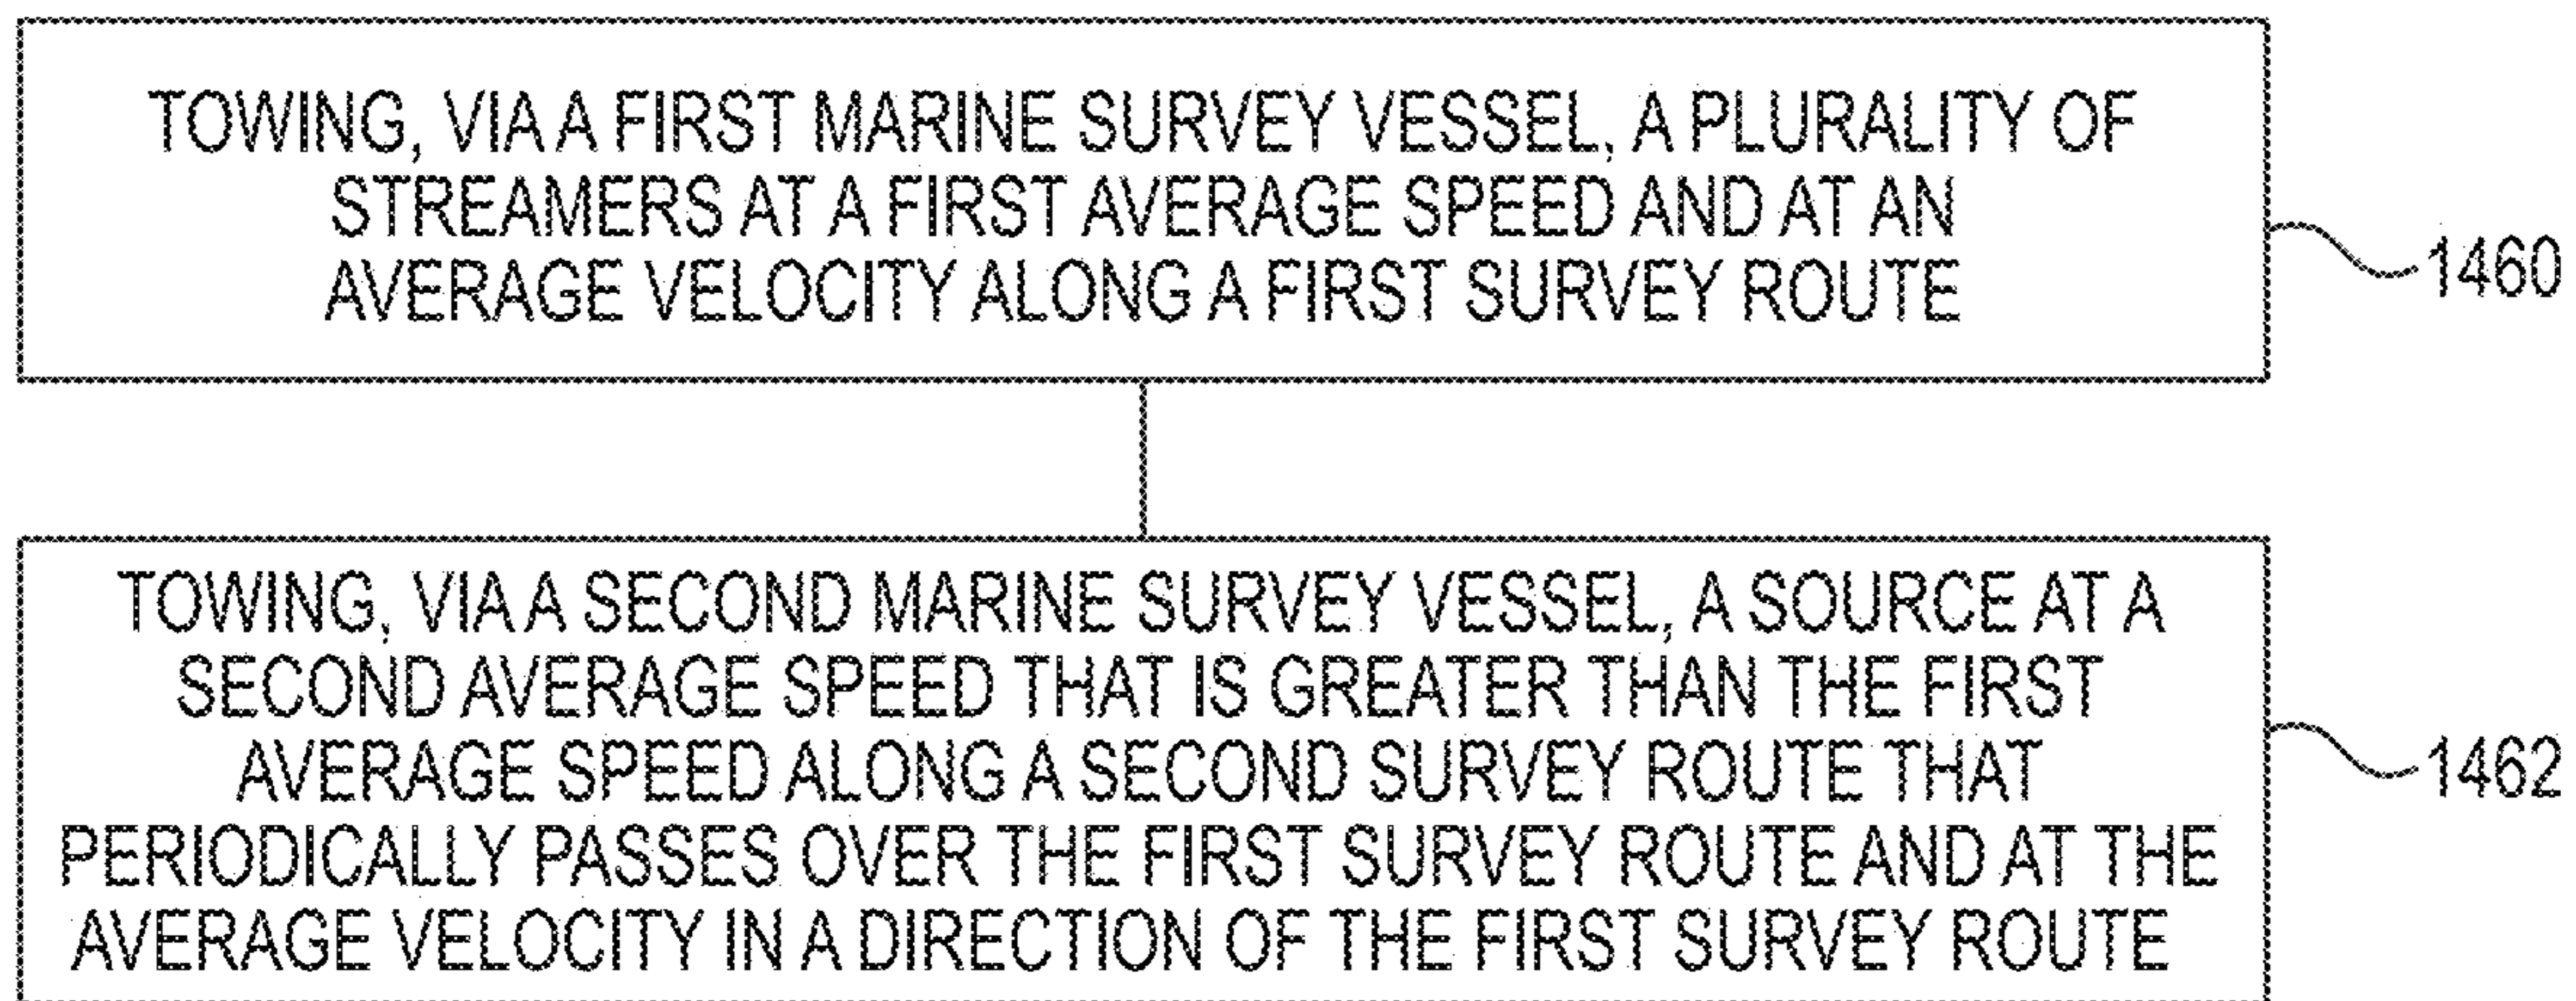 TOWING, VIA A FIRST MARINE SURVEY VESSEL, A PLURALITY OF
STREAMERS AT A FIRST AVERAGE SPEED AND AT AN
AVERAGE VELOCITY ALONG A FIRST SURVEY ROUTE
1460
TOWING, VIA A SECOND MARINE SURVEY VESSEL, A SOURCE AT A
SECOND AVERAGE SPEED THAT IS GREATER THAN THE FIRST
AVERAGE SPEED ALONG A SECOND SURVEY ROUTE THAT
PERIODICALLY PASSES OVER THE FIRST SURVEY ROUTE AND AT THE
AVERAGE VELOCITY IN A DIRECTION OF THE FIRST SURVEY ROUTE
1462